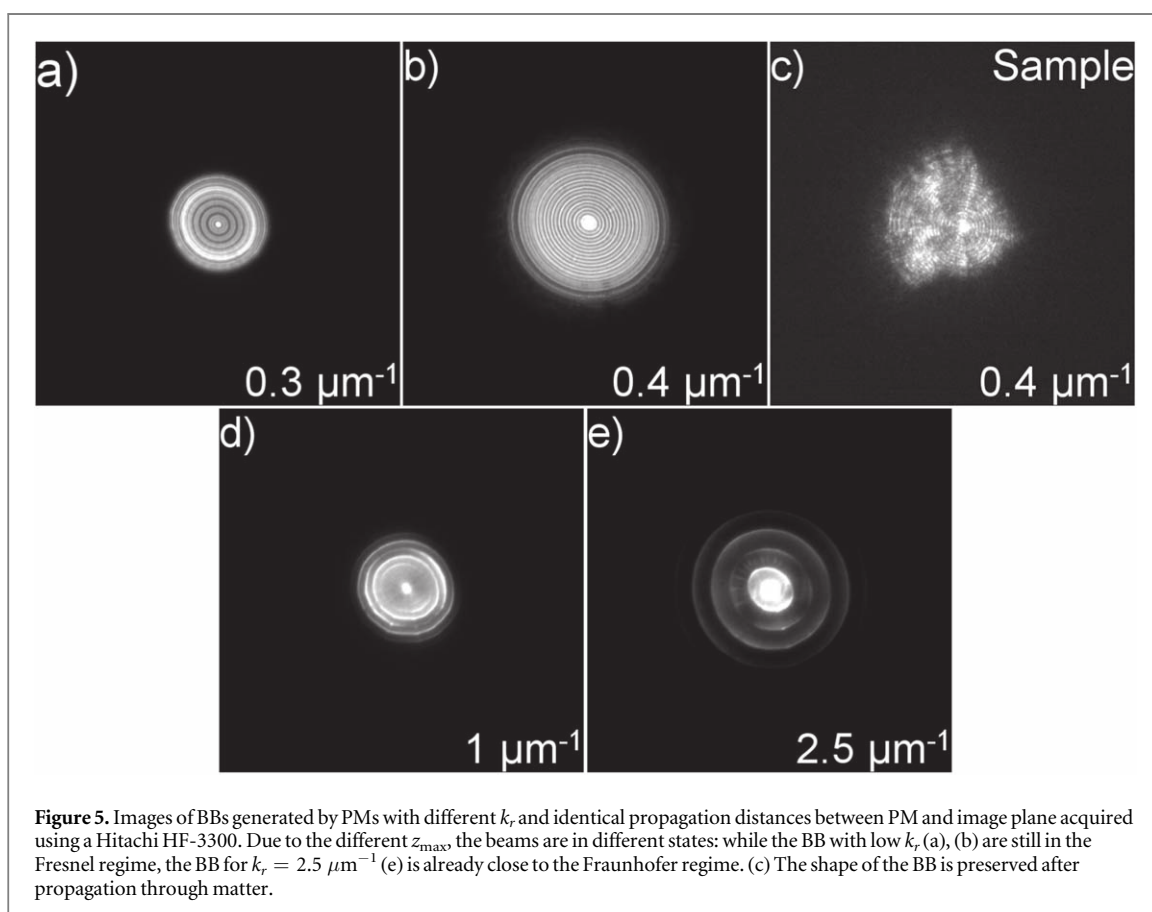 a)
b)
c)
Sample
0.3 μm⁻¹
0.4 μm⁻¹
0.4 μm⁻¹
d)
e)
1 μm⁻¹
2.5 μm⁻¹
Figure 5. Images of BBs generated by PMs with different kᵣ and identical propagation distances between PM and image plane acquired
using a Hitachi HF-3300. Due to the different zₘₐₓ, the beams are in different states: while the BB with low kᵣ (a), (b) are still in the
Fresnel regime, the BB for kᵣ = 2.5 μm⁻¹ (e) is already close to the Fraunhofer regime. (c) The shape of the BB is preserved after
propagation through matter.